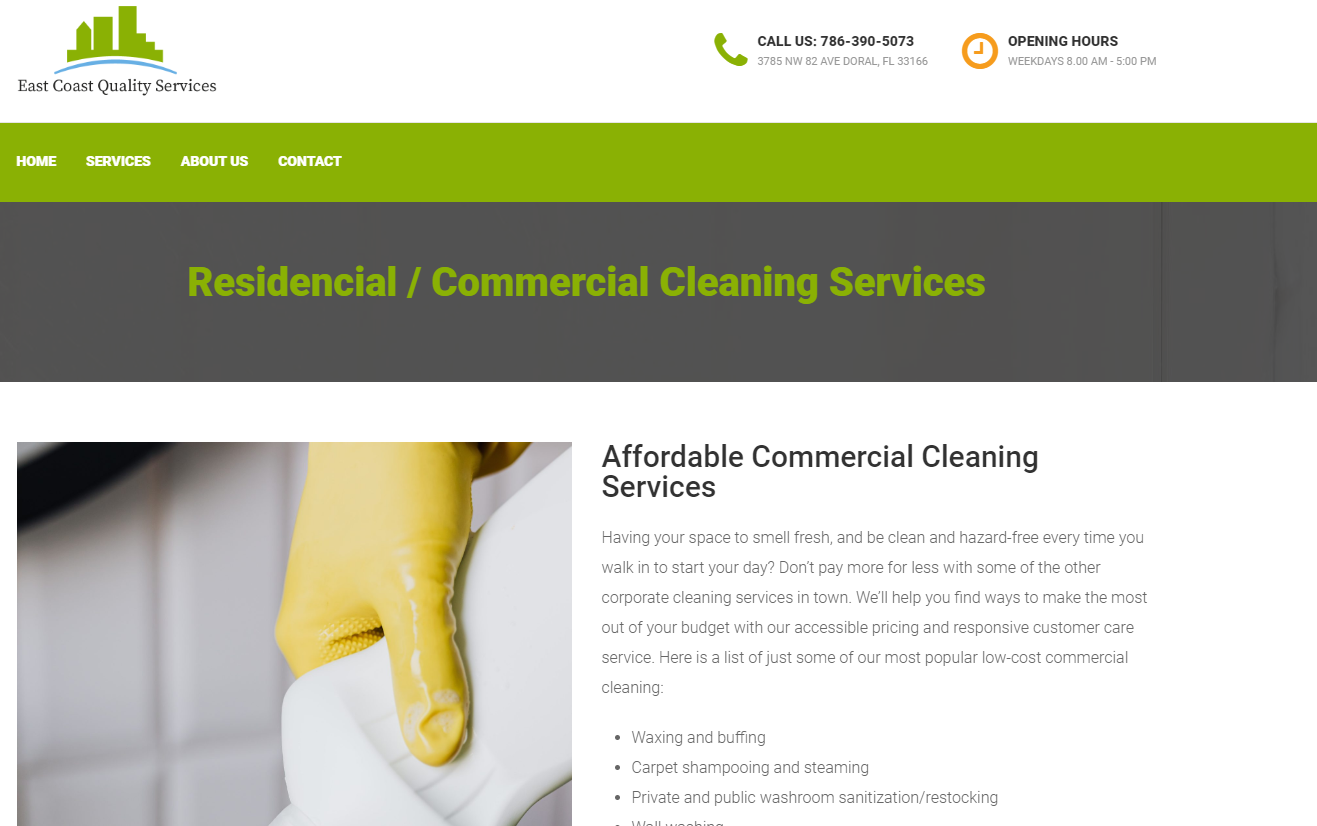 East Coast Quality Services
CALL US: 786-390-5073
3785 NW 82 AVE DORAL, FL 33166
OPENING HOURS
WEEKDAYS 8.00 AM - 5:00 PM
HOME SERVICES ABOUT US CONTACT
Residencial / Commercial Cleaning Services
Affordable Commercial Cleaning
Services
Having your space to smell fresh, and be clean and hazard-free every time you
walk in to start your day? Don’t pay more for less with some of the other
corporate cleaning services in town. We’ll help you find ways to make the most
out of your budget with our accessible pricing and responsive customer care
service. Here is a list of just some of our most popular low-cost commercial
cleaning:
• Waxing and buffing
• Carpet shampooing and steaming
• Private and public washroom sanitization/restocking
• Wall washing